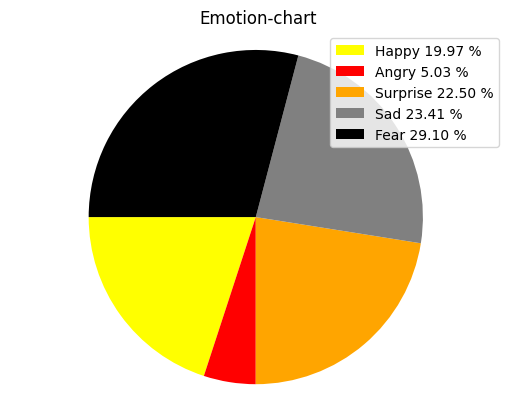 Emotion-chart
Happy 19.97 %
Angry 5.03 %
Surprise 22.50 %
Sad 23.41 %
Fear 29.10 %